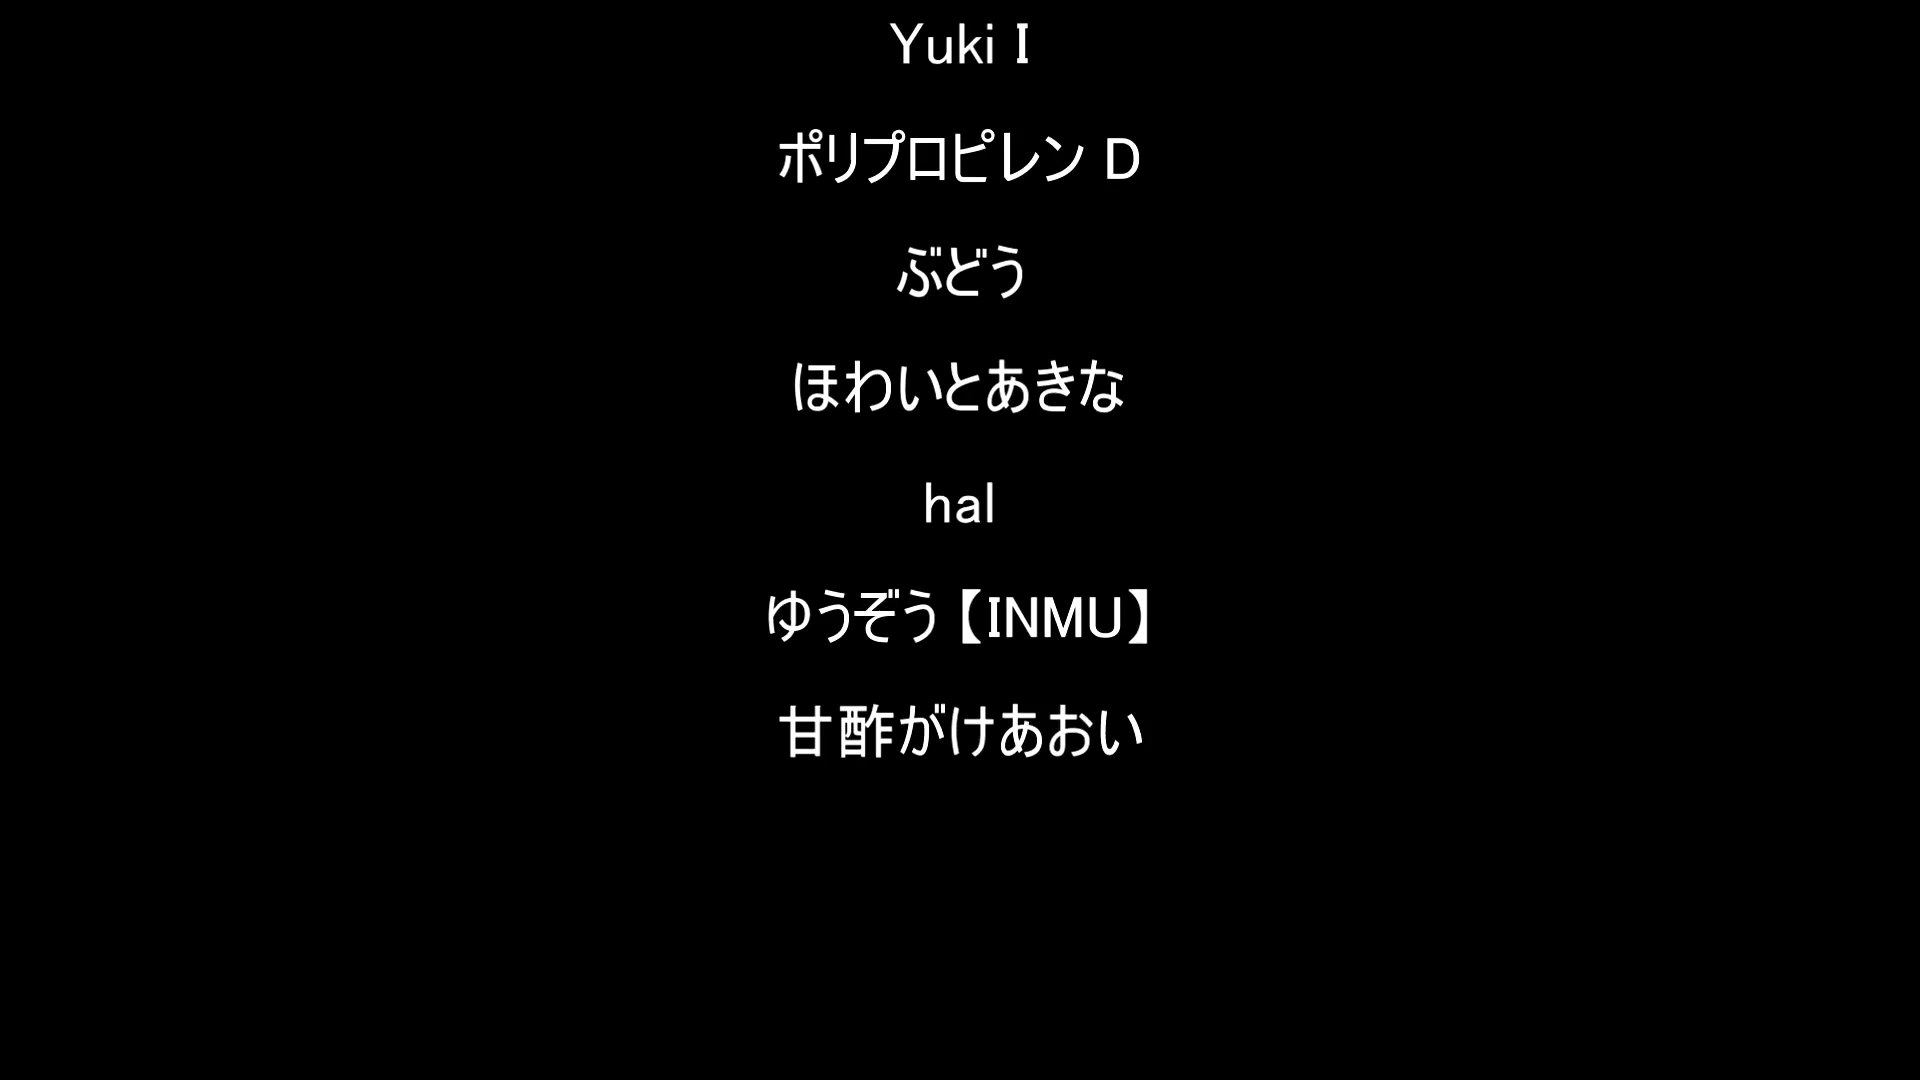 Yuki I
ポリプロピレン D
ぶどう
ほわいとあきな
hal
ゆうぞう【INMU】
甘酢がけあおい